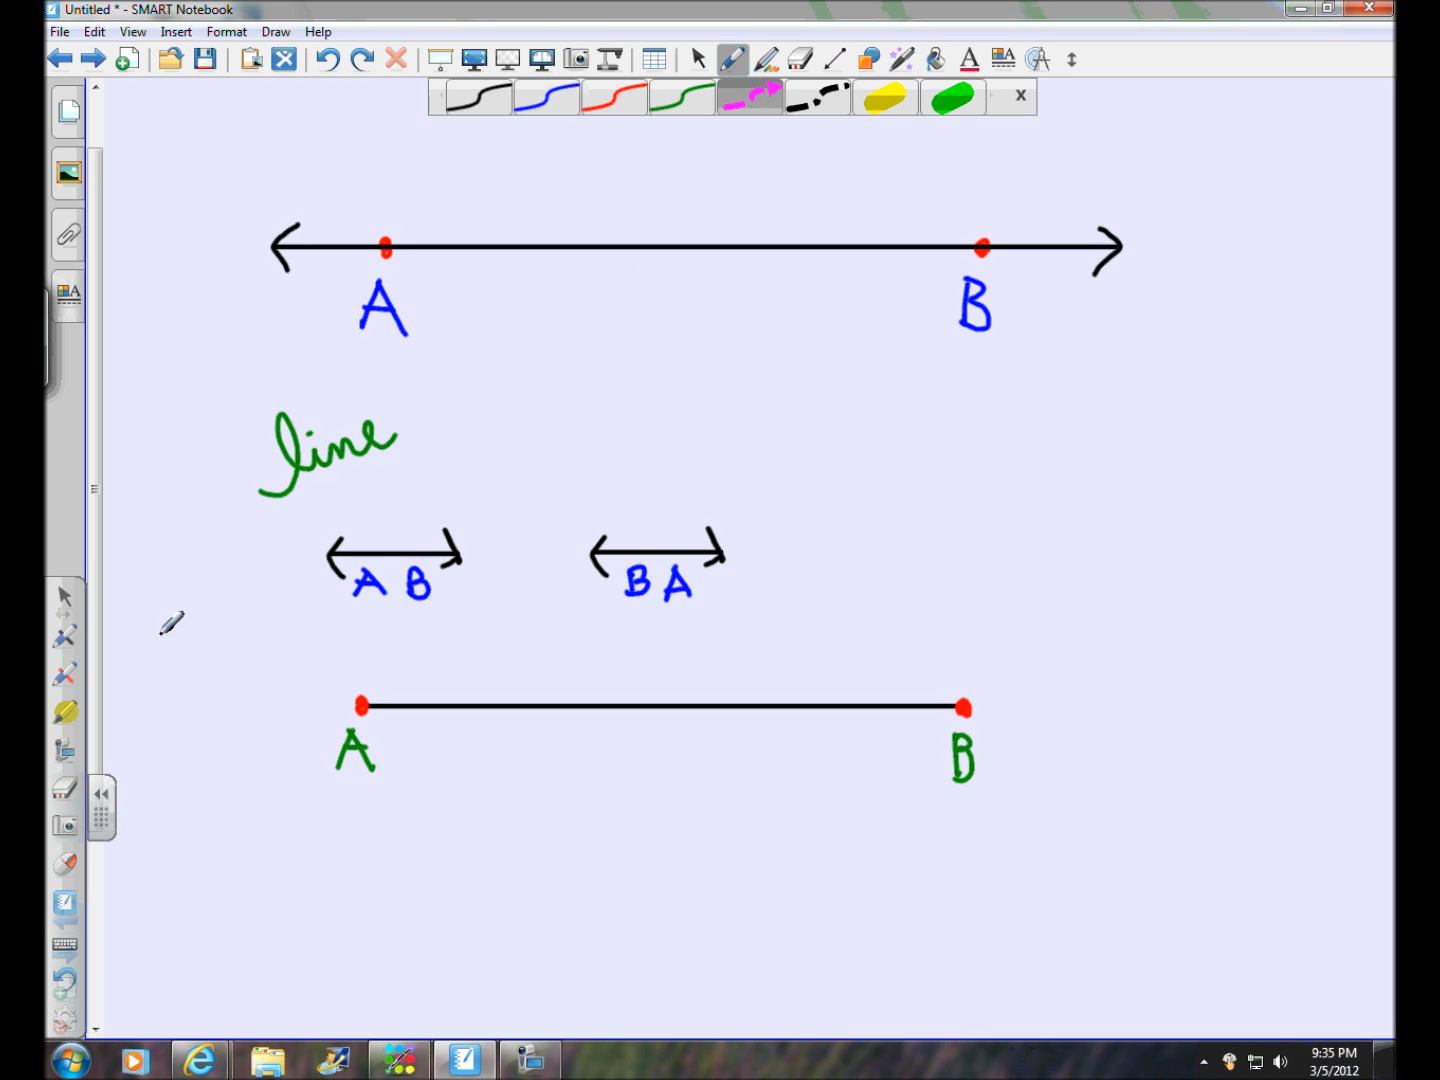 Untitled * - SMART Notebook
File Edit View Insert Format Draw Help
A B
line
A B B A
A B
9:35 PM
3/5/2012